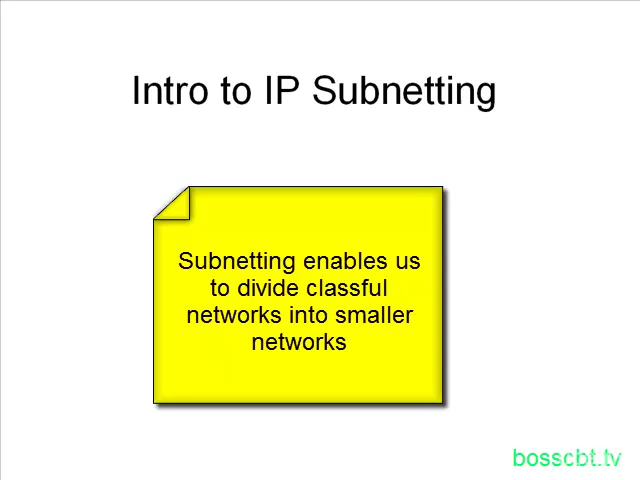 Intro to IP Subnetting
Subnetting enables us
to divide classful
networks into smaller
networks
bosscbt.tv